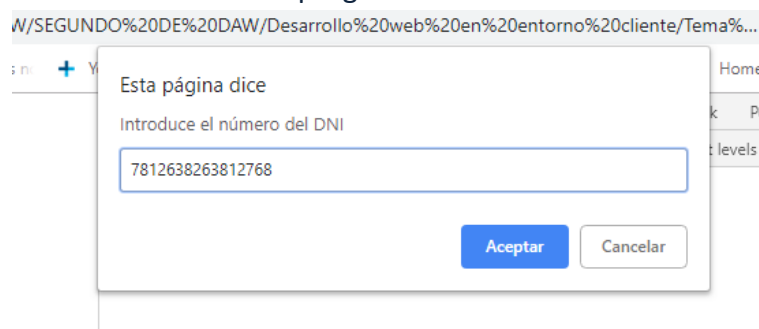 W/SEGUNDO%20DE%20DAW/Desarrollo%20web%20en%20entorno%20cliente/Tema%...
Home
Esta página dice
Introduce el número del DNI
t levels
7812638263812768
Aceptar
Cancelar